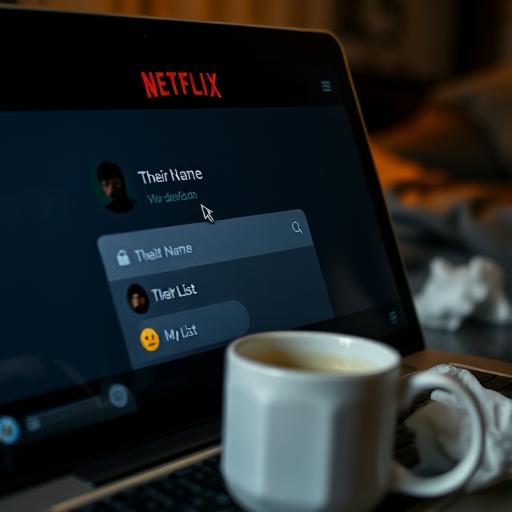 NETFLIX
Their Name
Their Name
Their List
My List